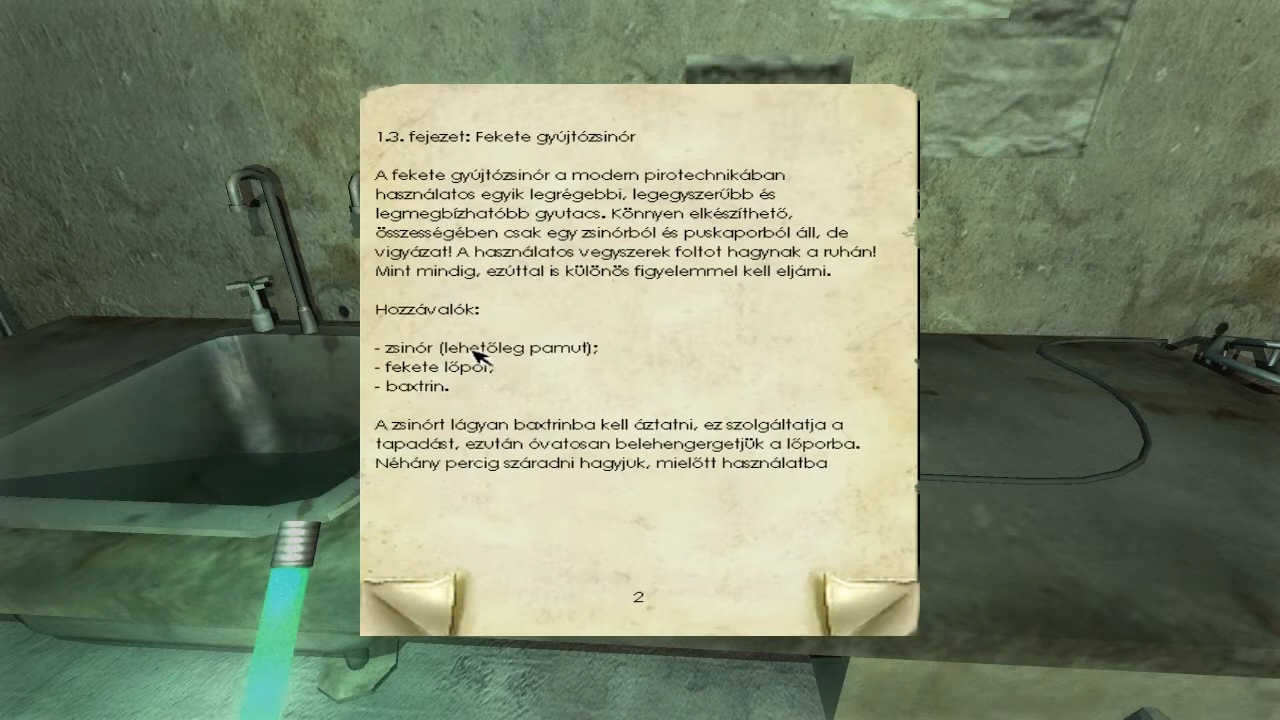 1.3. fejezet: Fekete gyújtózsinór
A fekete gyújtózsinór a modern pirotechnikában
használatos egyik legrégebbi, legegyszerűbb és
legmegbízhatóbb gyutacs. Könnyen elkészíthető,
összességében csak egy zsinórból és puskaporból áll, de
vigyázat! A használatos vegyszerek foltot hagynak a ruhán!
Mint mindig, ezúttal is különös figyelemmel kell eljárni.
Hozzávalók:
- zsinór (lehetőleg pamut);
- fekete lőpor;
- baxtrin.
A zsinórt lágyan baxtrinba kell áztatni, ez szolgáltatja a
tapadást, ezután óvatosan belehengergetjük a lőporba.
Néhány percig száradni hagyjuk, mielőtt használatba
2